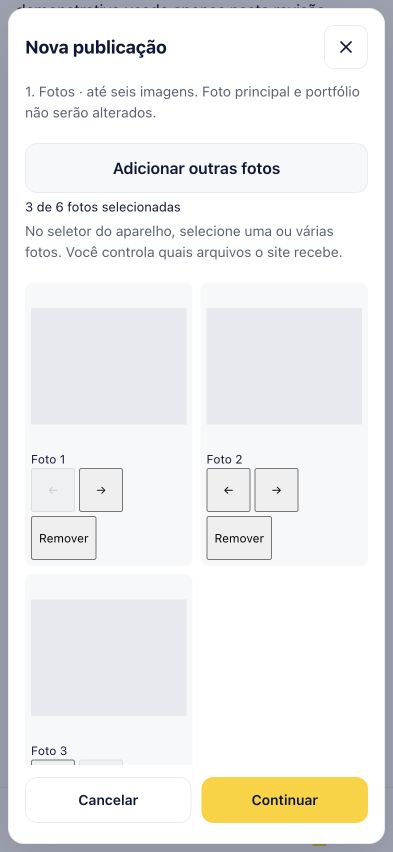 Nova publicação
1. Fotos · até seis imagens. Foto principal e portfólio
não serão alterados.
Adicionar outras fotos
3 de 6 fotos selecionadas
No seletor do aparelho, selecione uma ou várias
fotos. Você controla quais arquivos o site recebe.
Foto 1
← →
Remover
Foto 2
← →
Remover
Foto 3
Cancelar
Continuar